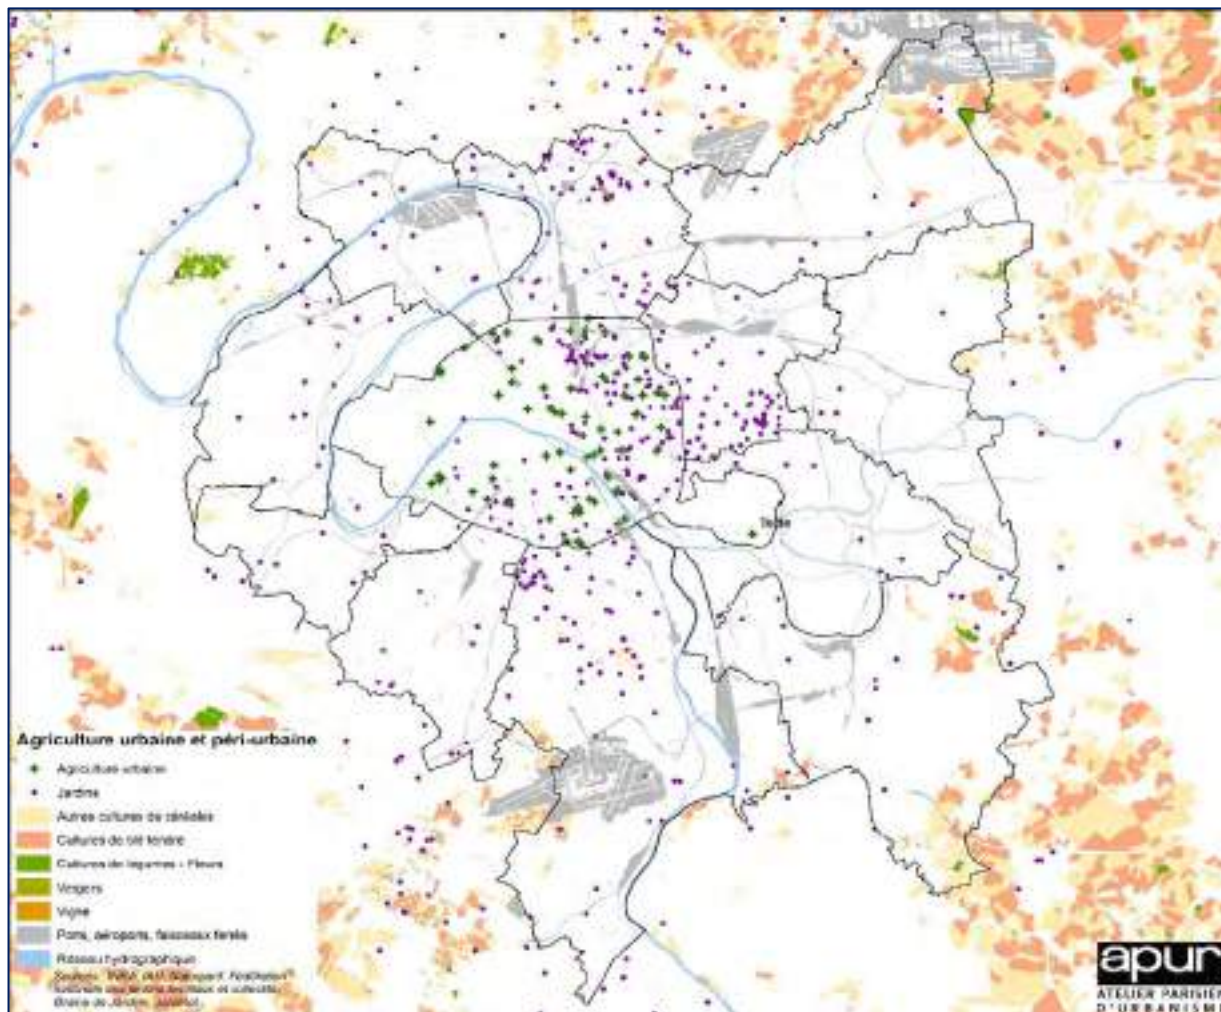 Agriculture urbaine et péri-urbaine
Agriculture urbaine
Jardins
Autres cultures de céréales
Cultures de blé tendre
Cultures de légumes - Fleurs
Vergers
Vigne
Ports, aéroports, faisceaux ferrés
Réseau hydrographique
apur
ATELIER PARISIEN
D'URBANISME